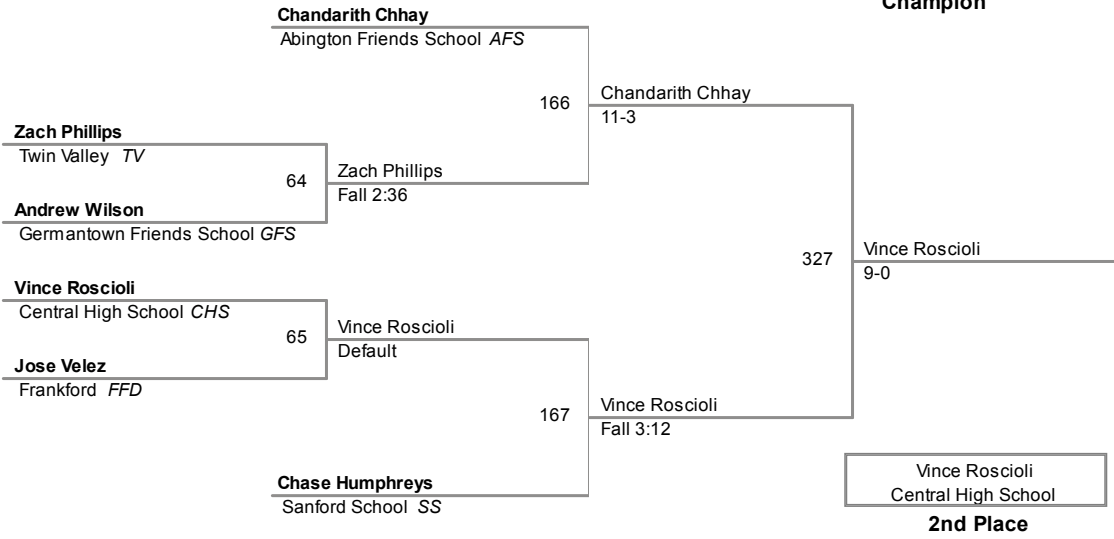 Champion
Chandarith Chhay
Abington Friends School AFS
166
Chandarith Chhay
11-3
Zach Phillips
Twin Valley TV
64
Zach Phillips
Fall 2:36
Andrew Wilson
Germantown Friends School GFS
327
Vince Roscioli
9-0
Vince Roscioli
Central High School CHS
65
Vince Roscioli
Default
Jose Velez
Frankford FFD
167
Vince Roscioli
Fall 3:12
Chase Humphreys
Sanford School SS
Vince Roscioli
Central High School
2nd Place